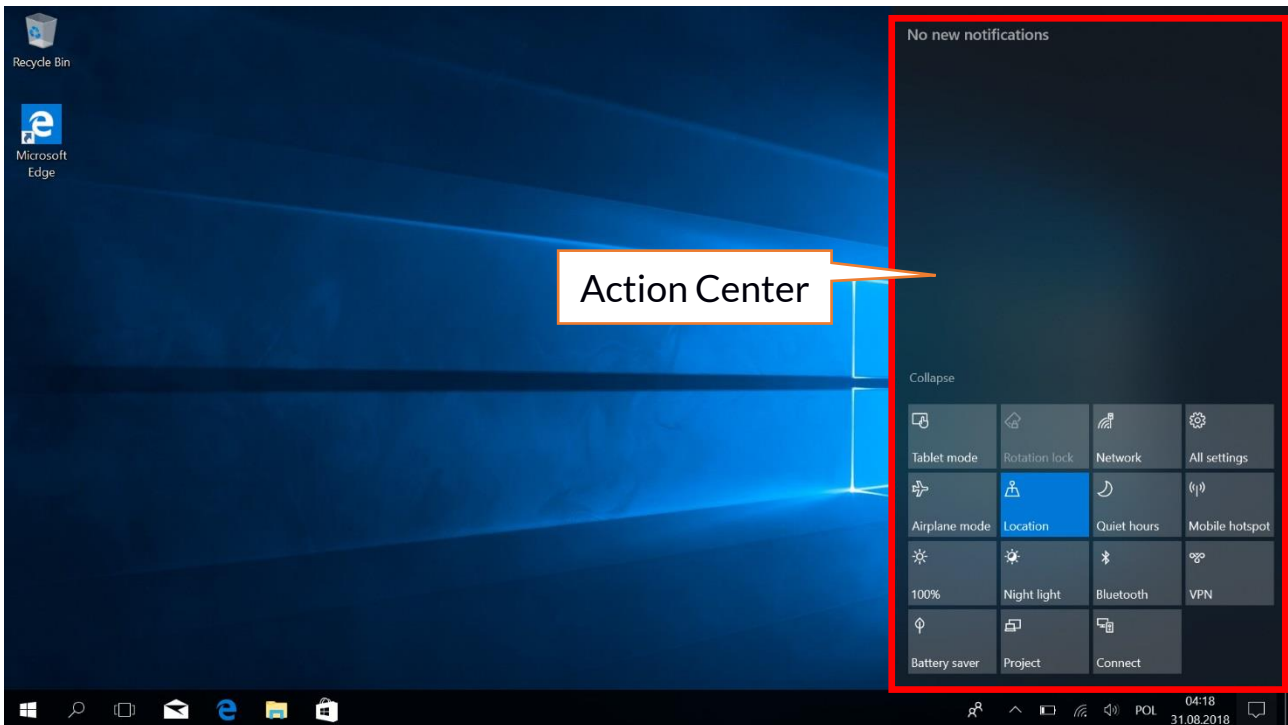 Recycle Bin
Microsoft
Edge
No new notifications
Action Center
Collapse
Tablet mode
Rotation lock
Network
All settings
Airplane mode
Location
Quiet hours
Mobile hotspot
100%
Night light
Bluetooth
VPN
Battery saver
Project
Connect
POL
04:18
31.08.2018